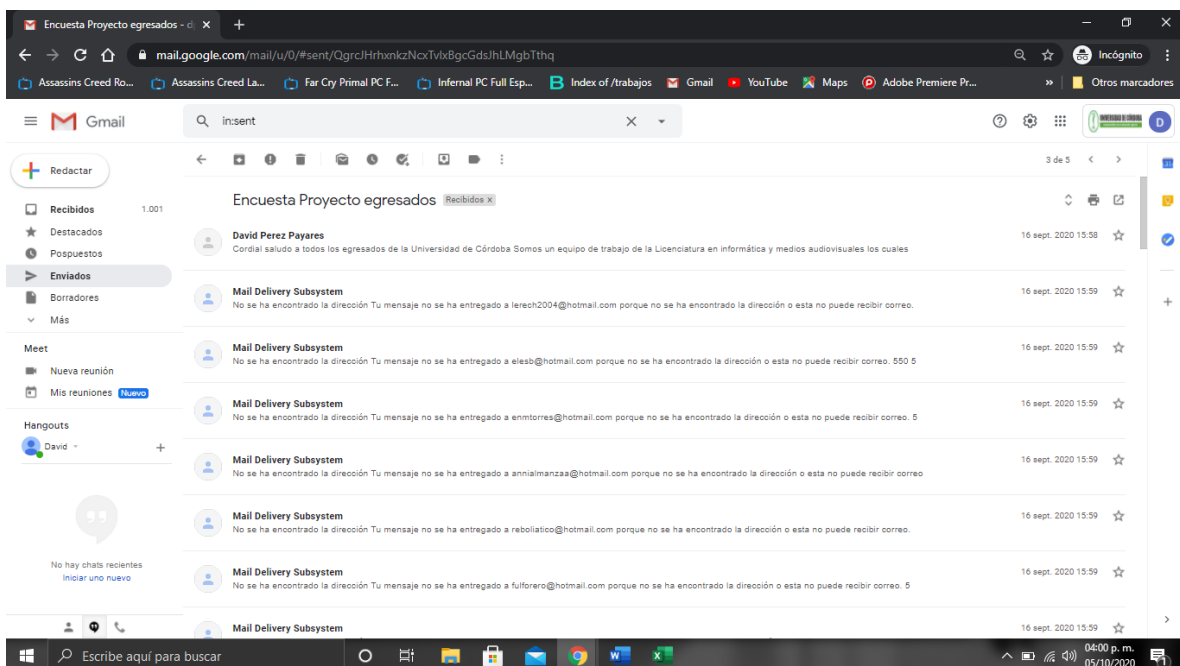 Encuesta Proyecto egresados - d
mail.google.com/mail/u/0/#sent/QgrcJHrhxnkzNcxTvlxBgcGdsJhLMgbTthq
Incógnito
Assassins Creed Ro...
Assassins Creed La...
Far Cry Primal PC F...
Infernal PC Full Esp...
Index of /trabajos
Gmail
YouTube
Maps
Adobe Premiere Pr...
»
Otros marcadores
Gmail
in:sent
UNIVERSIDAD DE CÓRDOBA
D
Redactar
3 de 5
31
Encuesta Proyecto egresados Recibidos x
Recibidos 1.001
Destacados
Pospuestos
Enviados
Borradores
Más
Meet
Nueva reunión
Mis reuniones Nuevo
Hangouts
David
No hay chats recientes
Iniciar uno nuevo
David Perez Payares 16 sept. 2020 15:58
Cordial saludo a todos los egresados de la Universidad de Córdoba Somos un equipo de trabajo de la Licenciatura en informática y medios audiovisuales los cuales
Mail Delivery Subsystem 16 sept. 2020 15:59
No se ha encontrado la dirección Tu mensaje no se ha entregado a lerech2004@hotmail.com porque no se ha encontrado la dirección o esta no puede recibir correo.
Mail Delivery Subsystem 16 sept. 2020 15:59
No se ha encontrado la dirección Tu mensaje no se ha entregado a elesb@hotmail.com porque no se ha encontrado la dirección o esta no puede recibir correo. 550 5
Mail Delivery Subsystem 16 sept. 2020 15:59
No se ha encontrado la dirección Tu mensaje no se ha entregado a enmtorres@hotmail.com porque no se ha encontrado la dirección o esta no puede recibir correo. 5
Mail Delivery Subsystem 16 sept. 2020 15:59
No se ha encontrado la dirección Tu mensaje no se ha entregado a annialmanzaa@hotmail.com porque no se ha encontrado la dirección o esta no puede recibir correo
Mail Delivery Subsystem 16 sept. 2020 15:59
No se ha encontrado la dirección Tu mensaje no se ha entregado a reboliatico@hotmail.com porque no se ha encontrado la dirección o esta no puede recibir correo.
Mail Delivery Subsystem 16 sept. 2020 15:59
No se ha encontrado la dirección Tu mensaje no se ha entregado a fulforero@hotmail.com porque no se ha encontrado la dirección o esta no puede recibir correo. 5
Mail Delivery Subsystem 16 sept. 2020 15:59
Escribe aquí para buscar
04:00 p. m.
05/10/2020